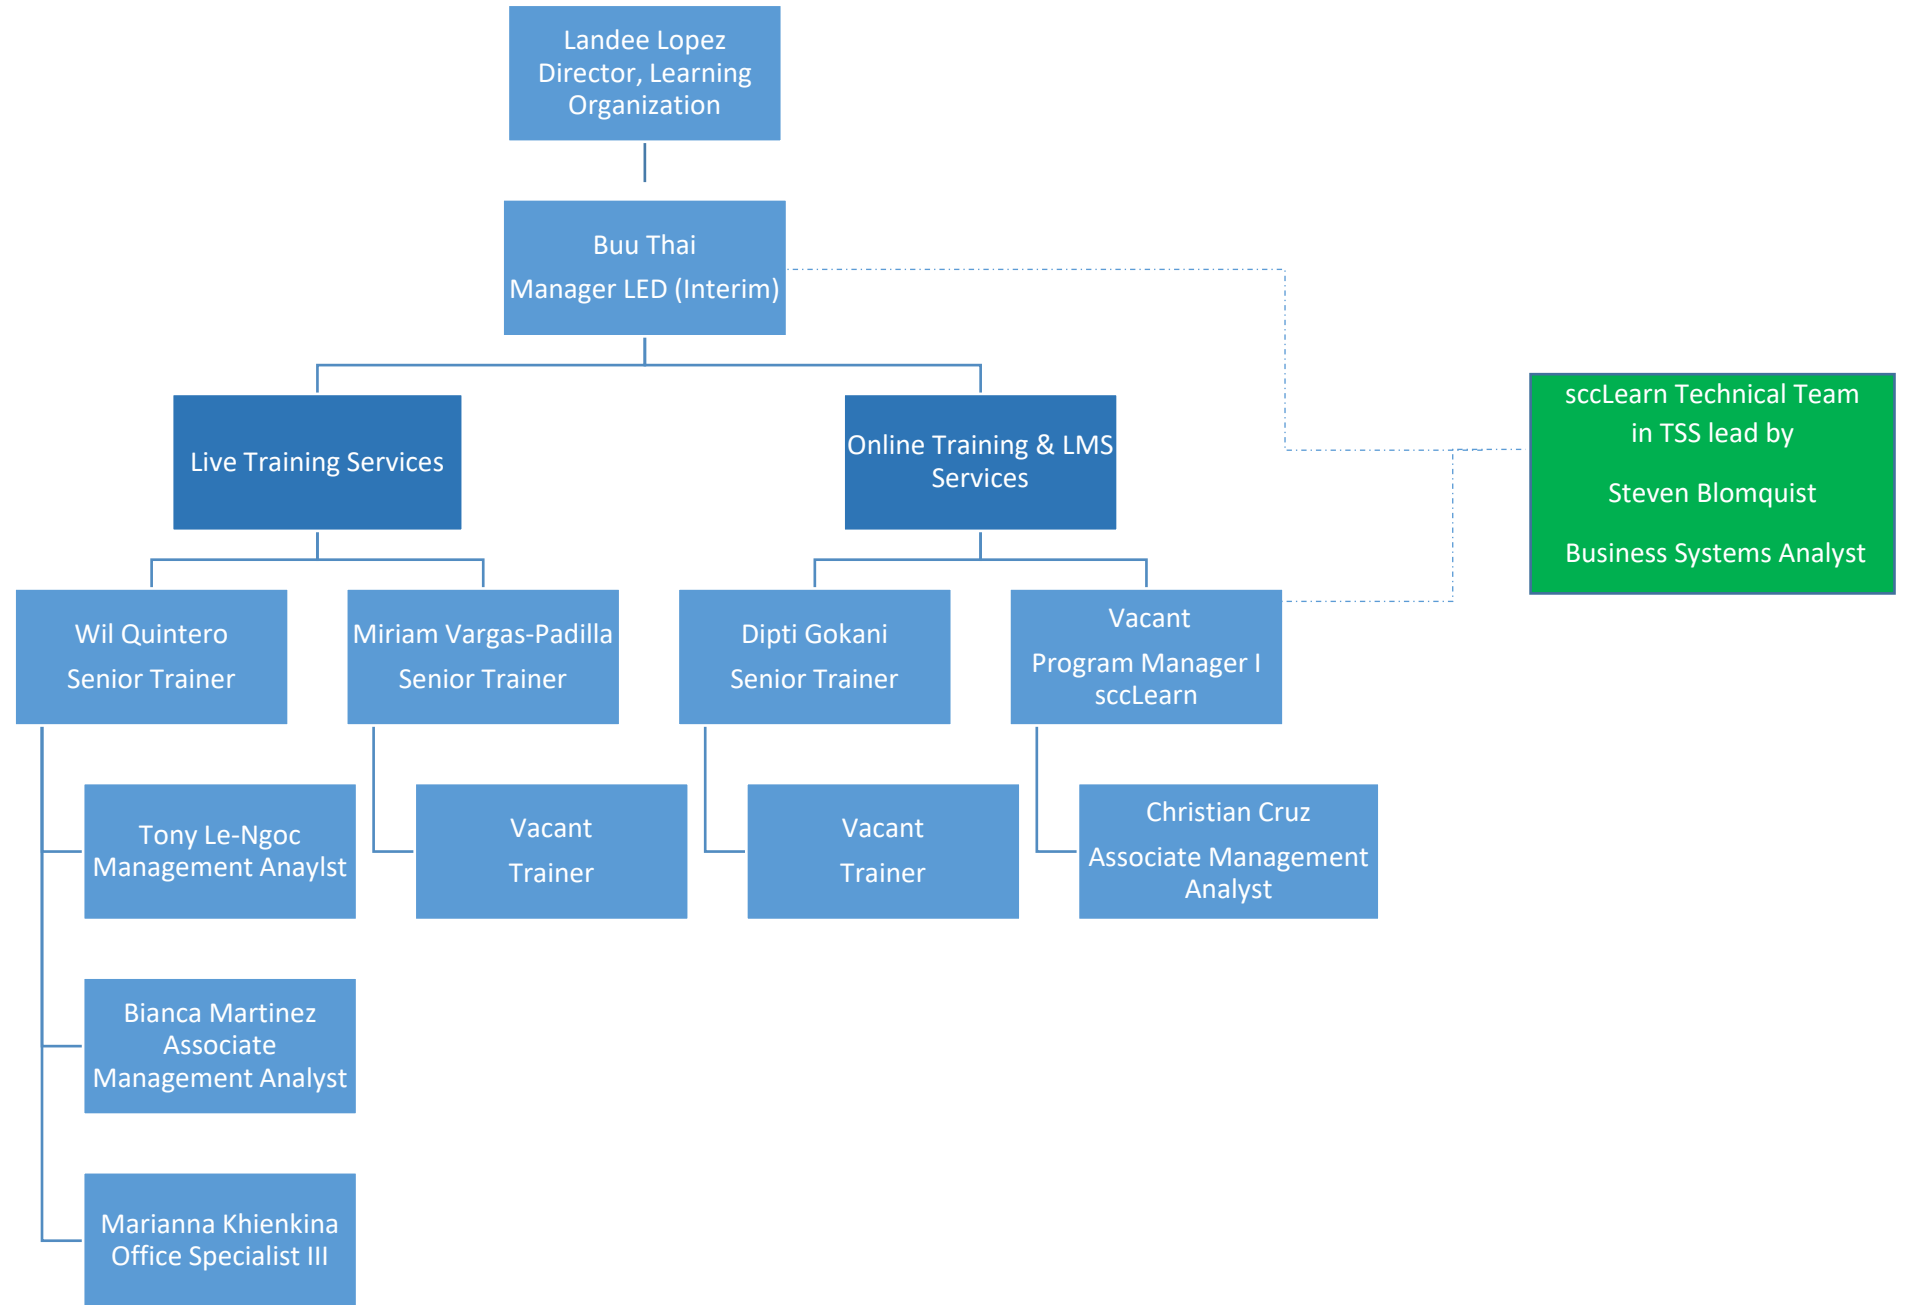 Landee Lopez
Director, Learning
Organization
Buu Thai
Manager LED (Interim)
Live Training Services
Online Training & LMS
Services
sccLearn Technical Team
in TSS lead by
Steven Blomquist
Business Systems Analyst
Wil Quintero
Senior Trainer
Miriam Vargas-Padilla
Senior Trainer
Dipti Gokani
Senior Trainer
Vacant
Program Manager I
sccLearn
Tony Le-Ngoc
Management Anaylst
Vacant
Trainer
Vacant
Trainer
Christian Cruz
Associate Management
Analyst
Bianca Martinez
Associate
Management Analyst
Marianna Khienkina
Office Specialist III